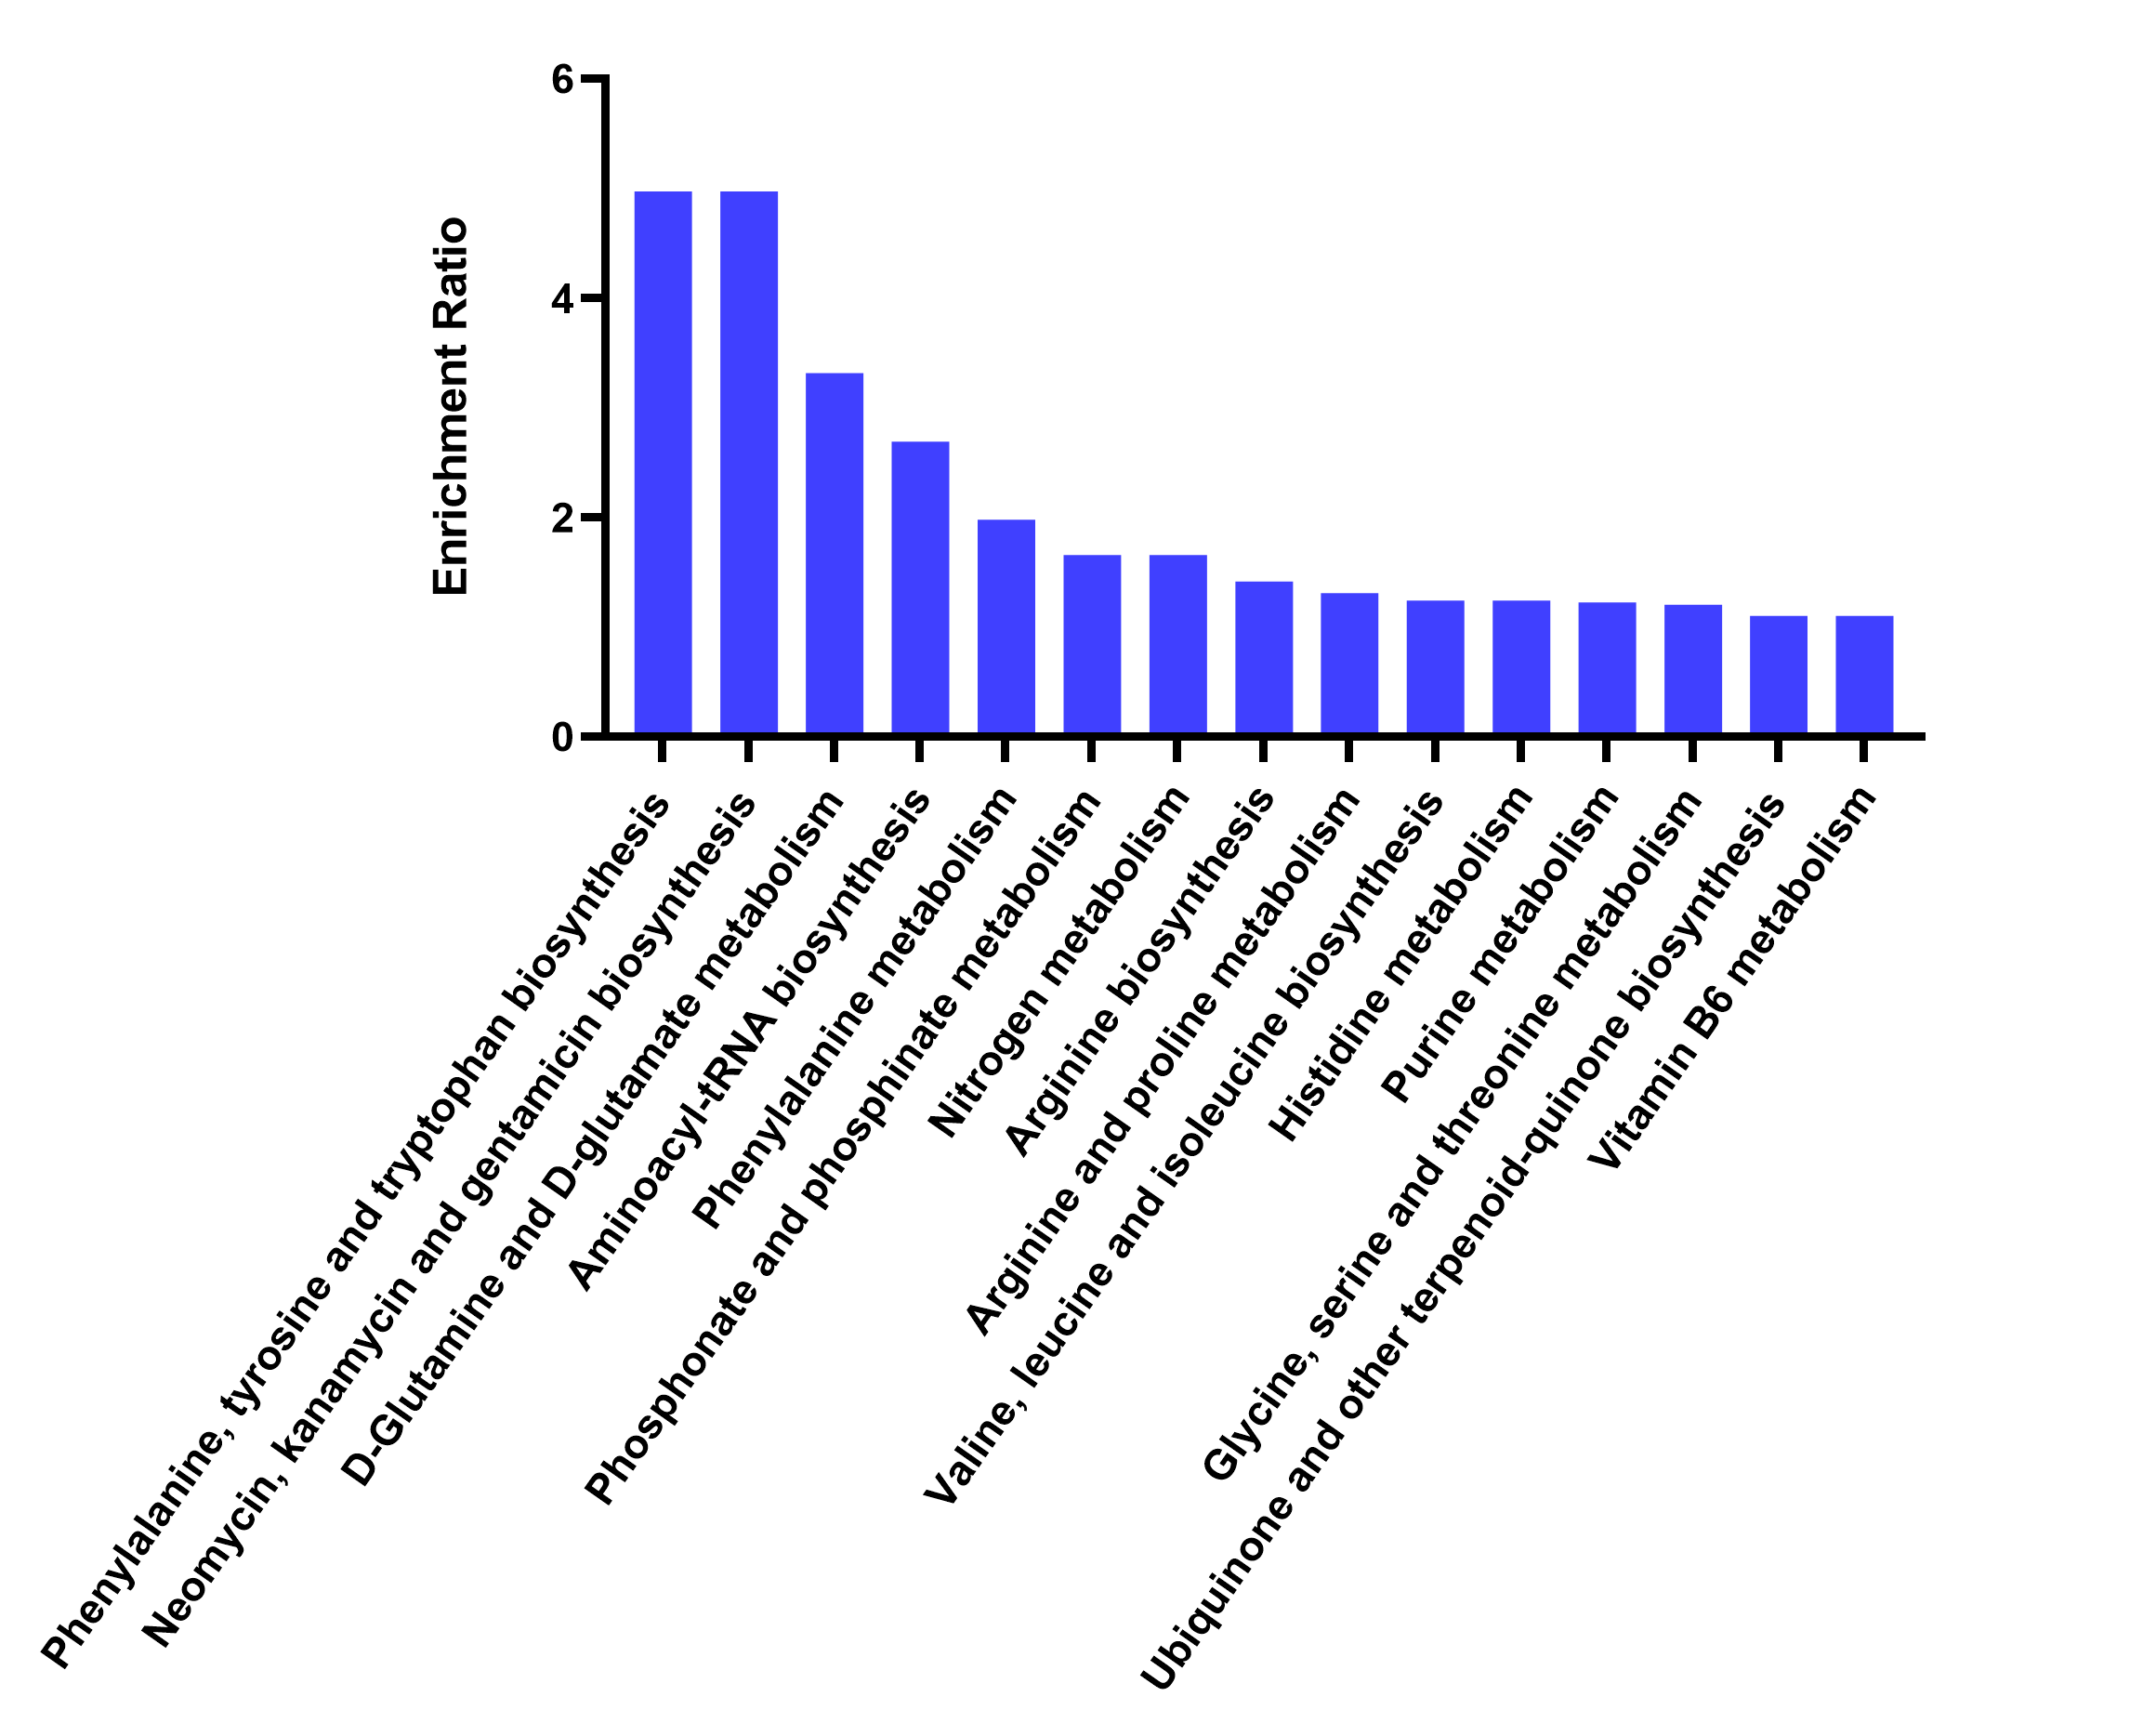 Enrichment Ratio
6
4
2
0
Phenylalanine, tyrosine and tryptophan biosynthesis
Neomycin, kanamycin and gentamicin biosynthesis
D-Glutamine and D-glutamate metabolism
Aminoacyl-tRNA biosynthesis
Phenylalanine metabolism
Phosphonate and phosphinate metabolism
Nitrogen metabolism
Arginine biosynthesis
Arginine and proline metabolism
Valine, leucine and isoleucine biosynthesis
Histidine metabolism
Purine metabolism
Glycine, serine and threonine metabolism
Ubiquinone and other terpenoid-quinone biosynthesis
Vitamin B6 metabolism